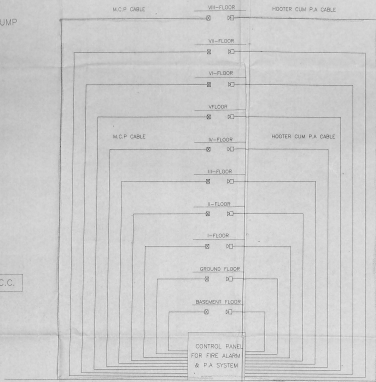 M.C.P CABLE
VIII-FLOOR
HOOTER CUM P.A CABLE
UMP
VII-FLOOR
VI-FLOOR
VFLOOR
M.C.P CABLE
IV-FLOOR
HOOTER CUM P.A CABLE
III-FLOOR
II-FLOOR
I-FLOOR
GROUND FLOOR
C.C.
BASEMENT FLOOR
CONTROL PANEL
FOR FIRE ALARM
& P.A SYSTEM